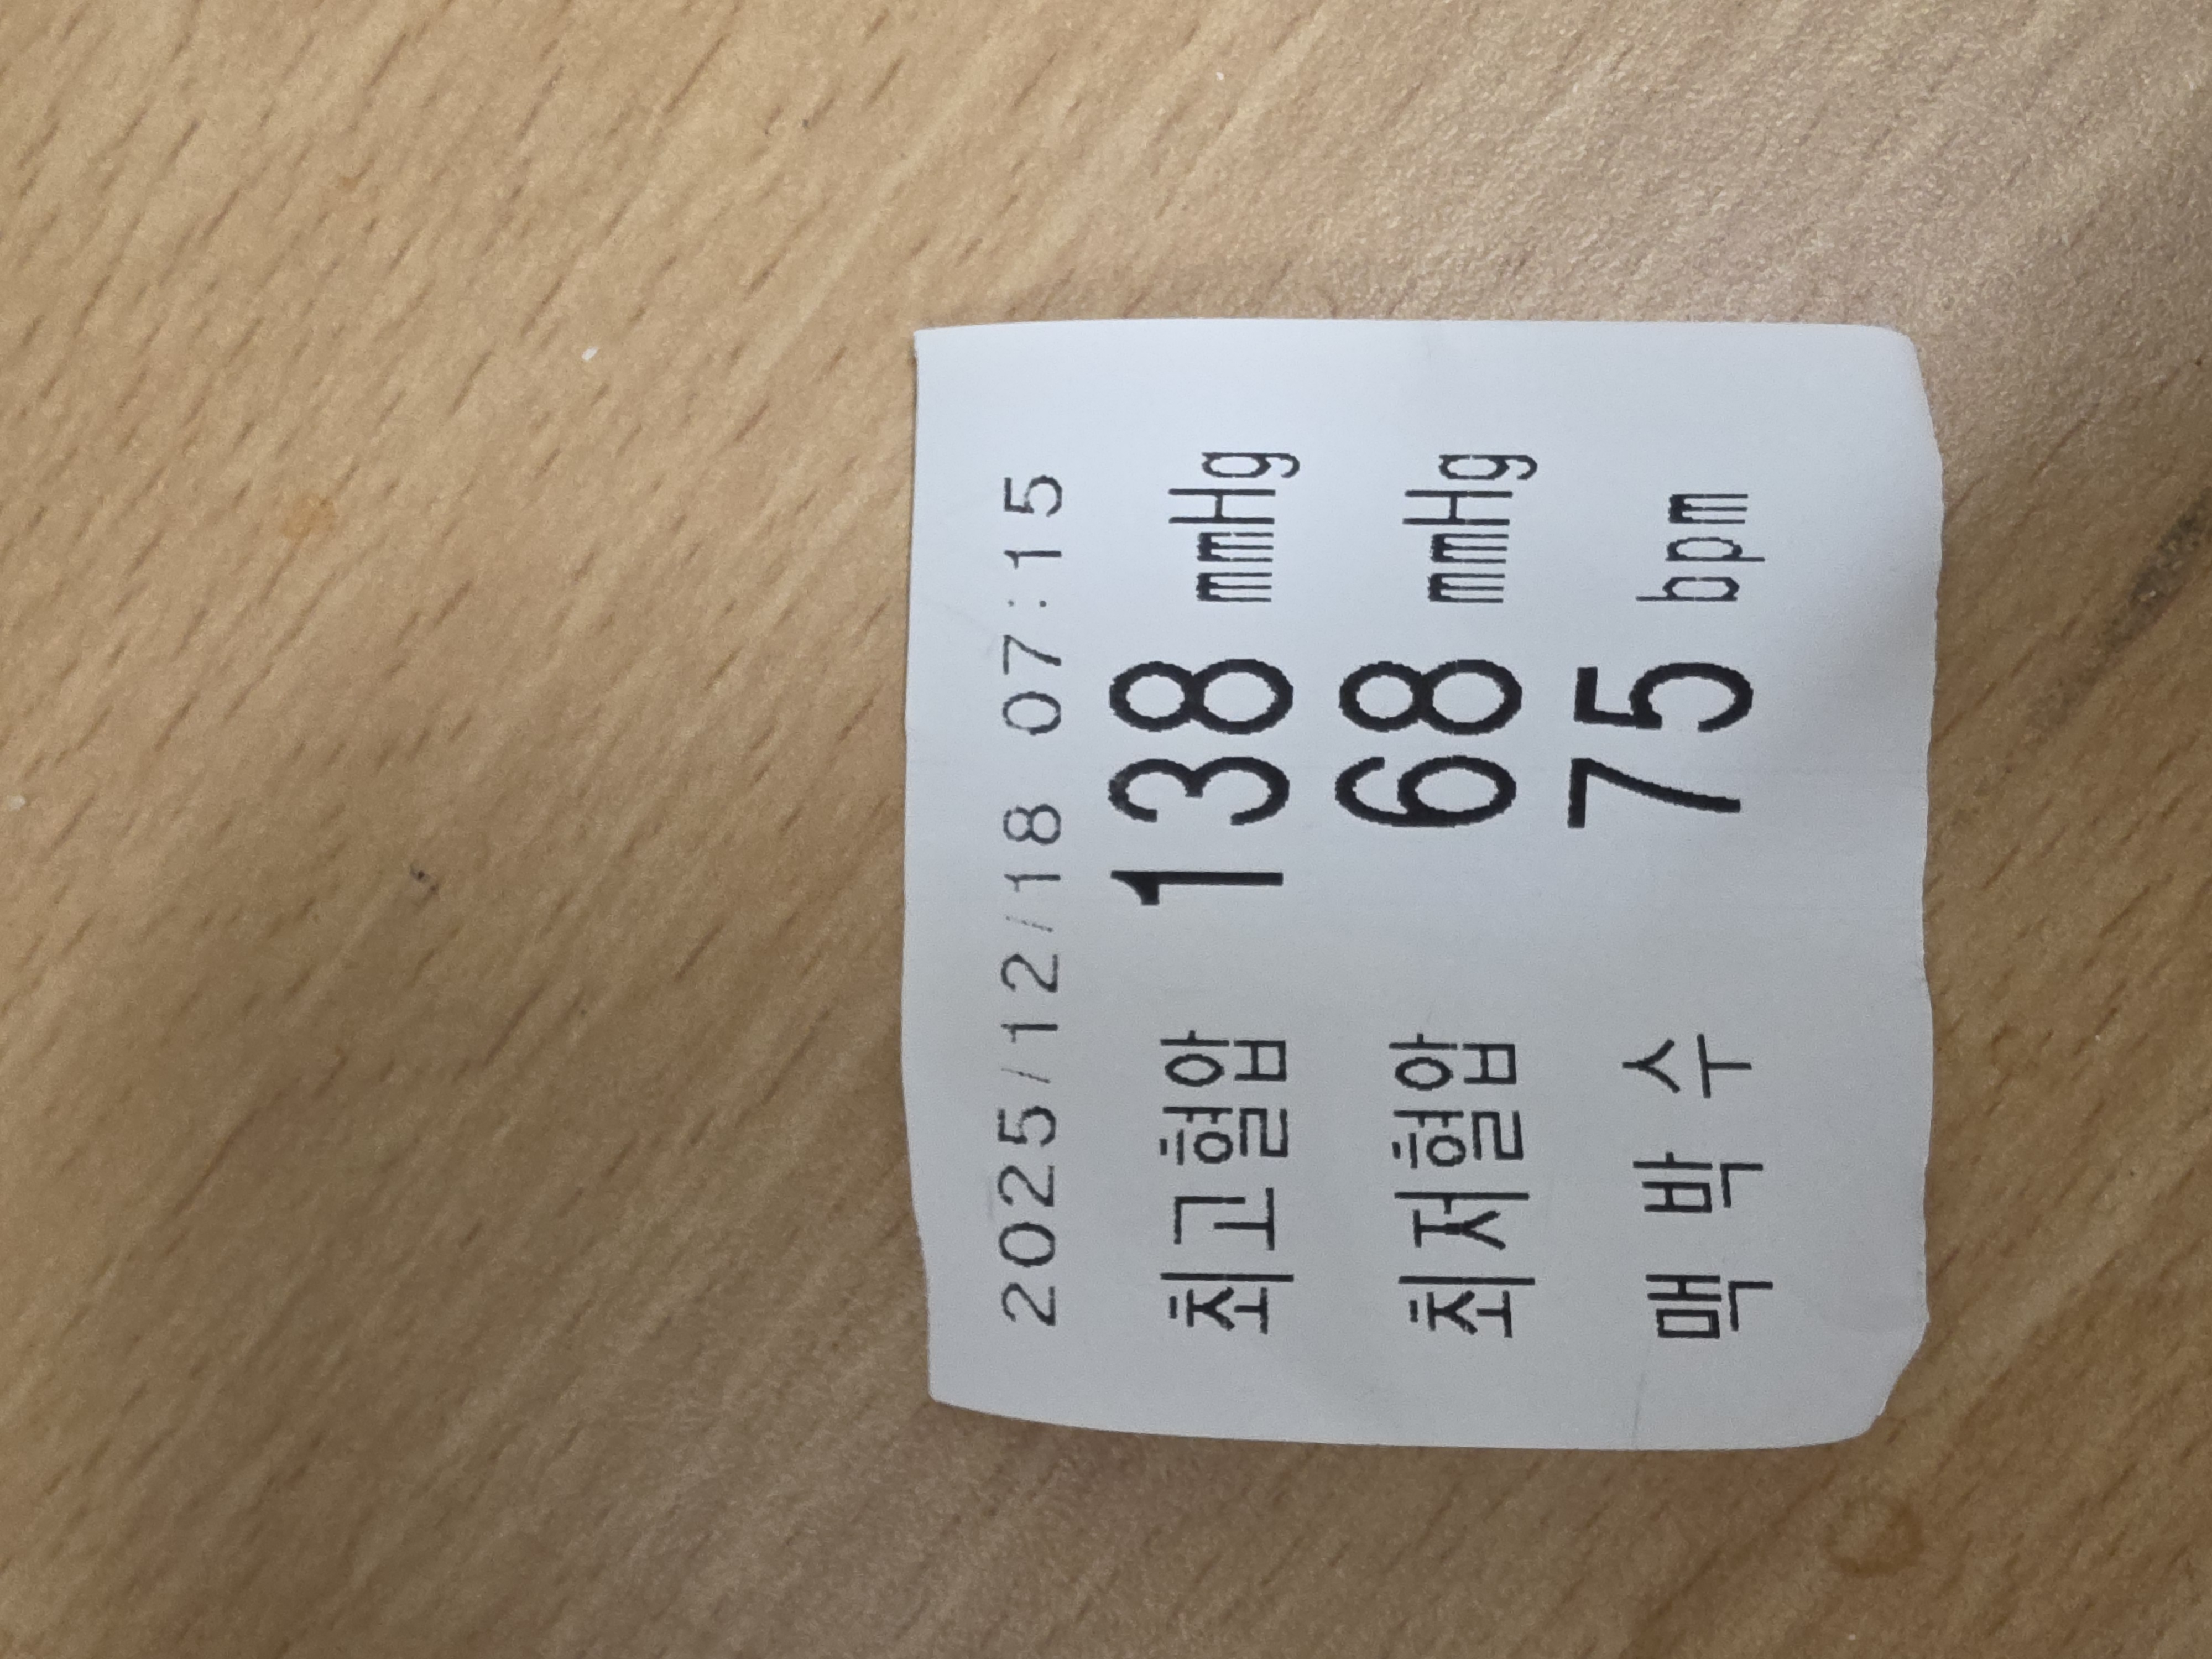 2025/12/18 07:15
최고혈압 138 mmHg
최저혈압 68 mmHg
맥 박 수 75 bpm